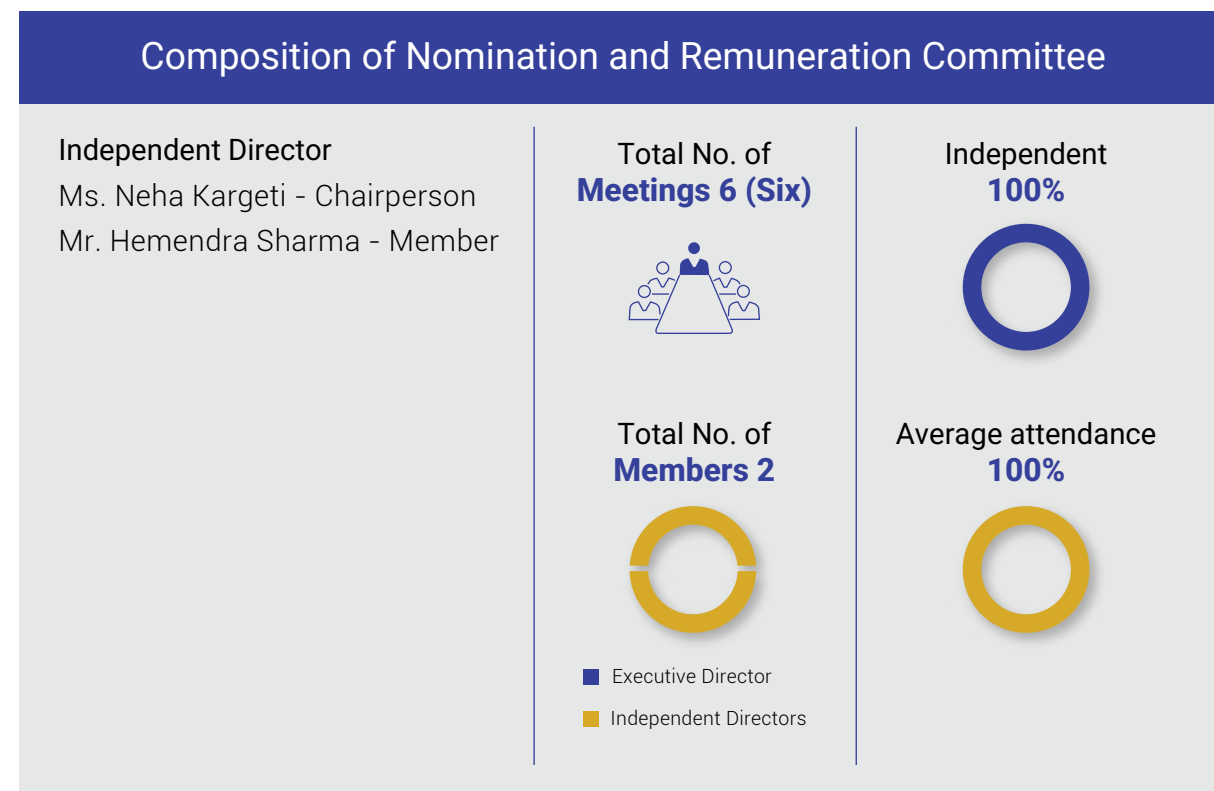 Composition of Nomination and Remuneration Committee
Independent Director
Ms. Neha Kargeti - Chairperson
Mr. Hemendra Sharma - Member
Total No. of
Meetings 6 (Six)
Independent
100%
Total No. of
Members 2
Average attendance
100%
Executive Director
Independent Directors